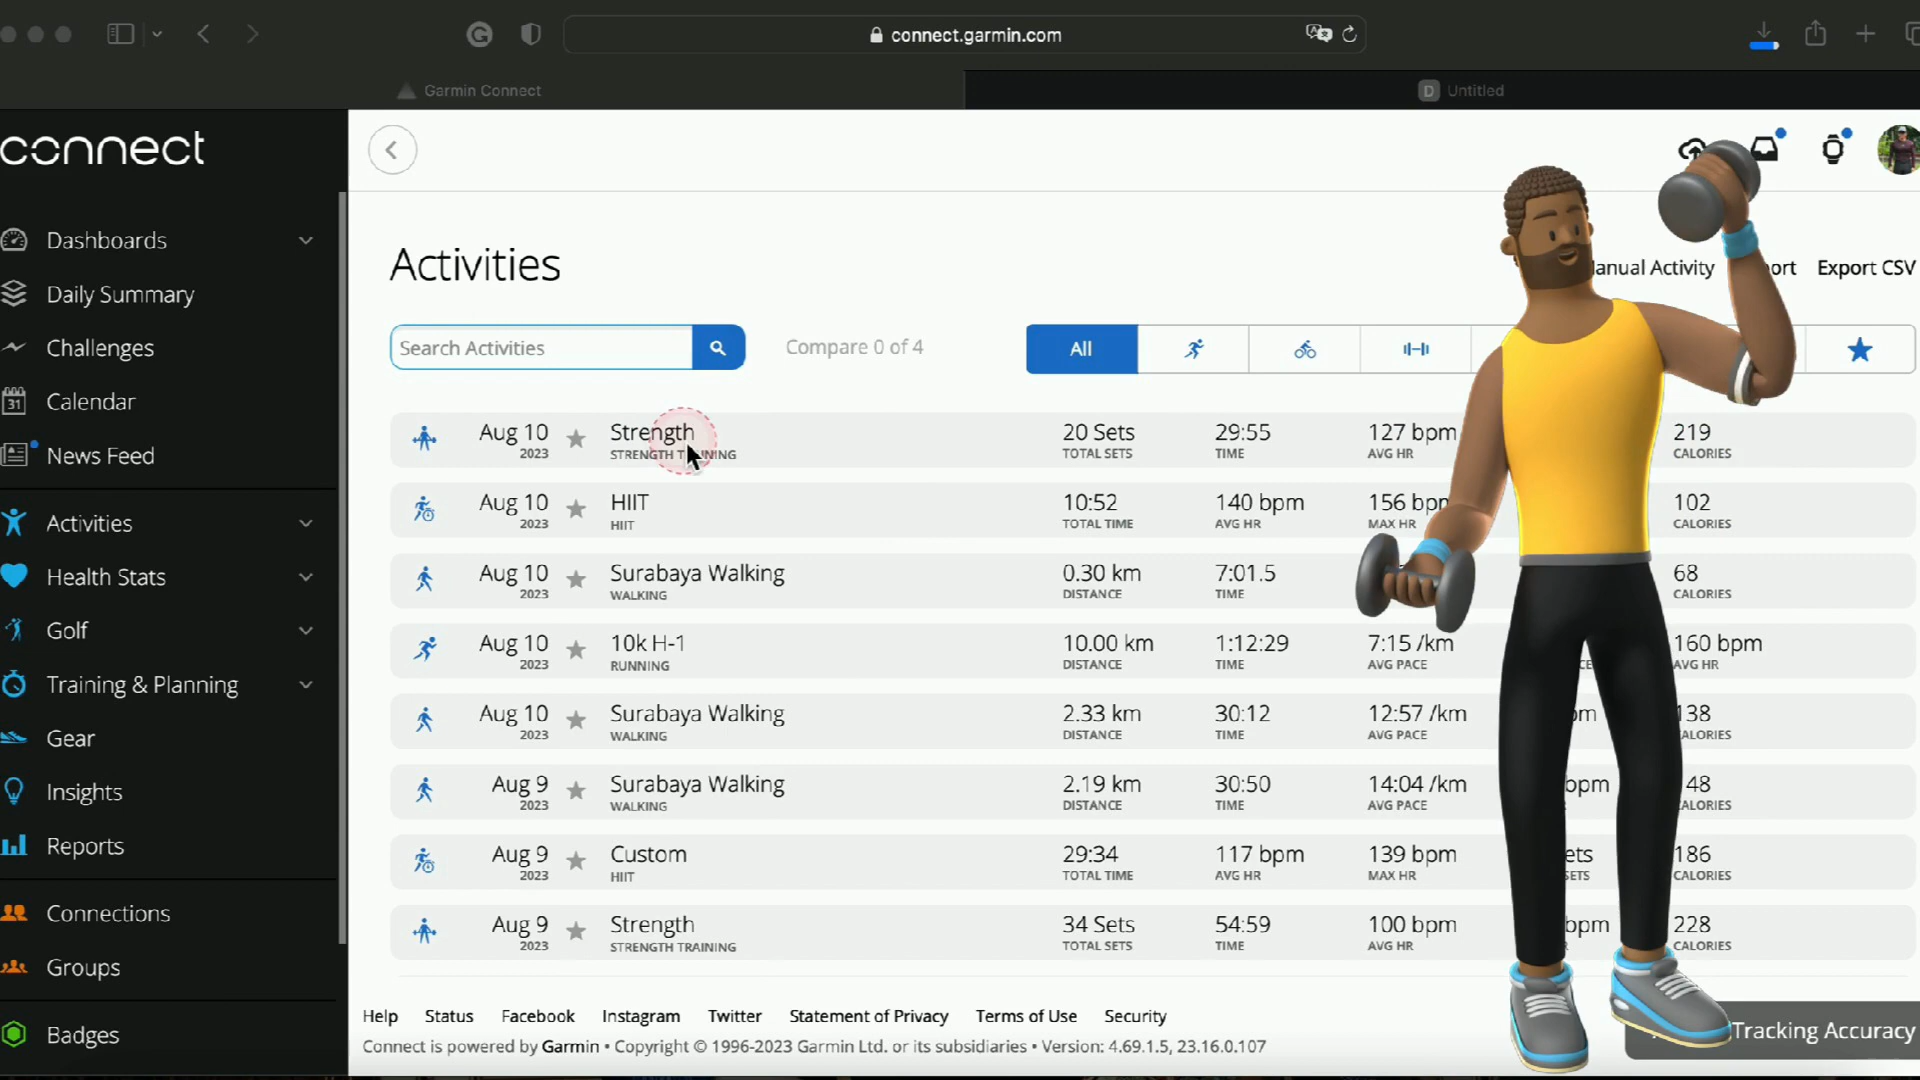 connect.garmin.com
Garmin Connect
D Untitled
connect
Dashboards
Daily Summary
Challenges
31 Calendar
News Feed
Activities
Health Stats
Golf
Training & Planning
Gear
Insights
Reports
Connections
Groups
Badges
Activities
Manual Activity
Export CSV
Search Activities
Compare 0 of 4
All
Aug 10 Strength 20 Sets 29:55 127 bpm 219
2023 STRENGTH TRAINING TOTAL SETS TIME AVG HR CALORIES
Aug 10 HIIT 10:52 140 bpm 156 bpm 102
2023 HIIT TOTAL TIME AVG HR MAX HR CALORIES
Aug 10 Surabaya Walking 0.30 km 7:01.5 68
2023 WALKING DISTANCE TIME CALORIES
Aug 10 10k H-1 10.00 km 1:12:29 7:15 /km 160 bpm
2023 RUNNING DISTANCE TIME AVG PACE AVG HR
Aug 10 Surabaya Walking 2.33 km 30:12 12:57 /km 138
2023 WALKING DISTANCE TIME AVG PACE CALORIES
Aug 9 Surabaya Walking 2.19 km 30:50 14:04 /km bpm 48
2023 WALKING DISTANCE TIME AVG PACE CALORIES
Aug 9 Custom 29:34 117 bpm 139 bpm 186
2023 HIIT TOTAL TIME AVG HR MAX HR SETS CALORIES
Aug 9 Strength 34 Sets 54:59 100 bpm bpm 228
2023 STRENGTH TRAINING TOTAL SETS TIME AVG HR CALORIES
Help Status Facebook Instagram Twitter Statement of Privacy Terms of Use Security
Connect is powered by Garmin • Copyright © 1996-2023 Garmin Ltd. or its subsidiaries • Version: 4.69.1.5, 23.16.0.107
Tracking Accuracy